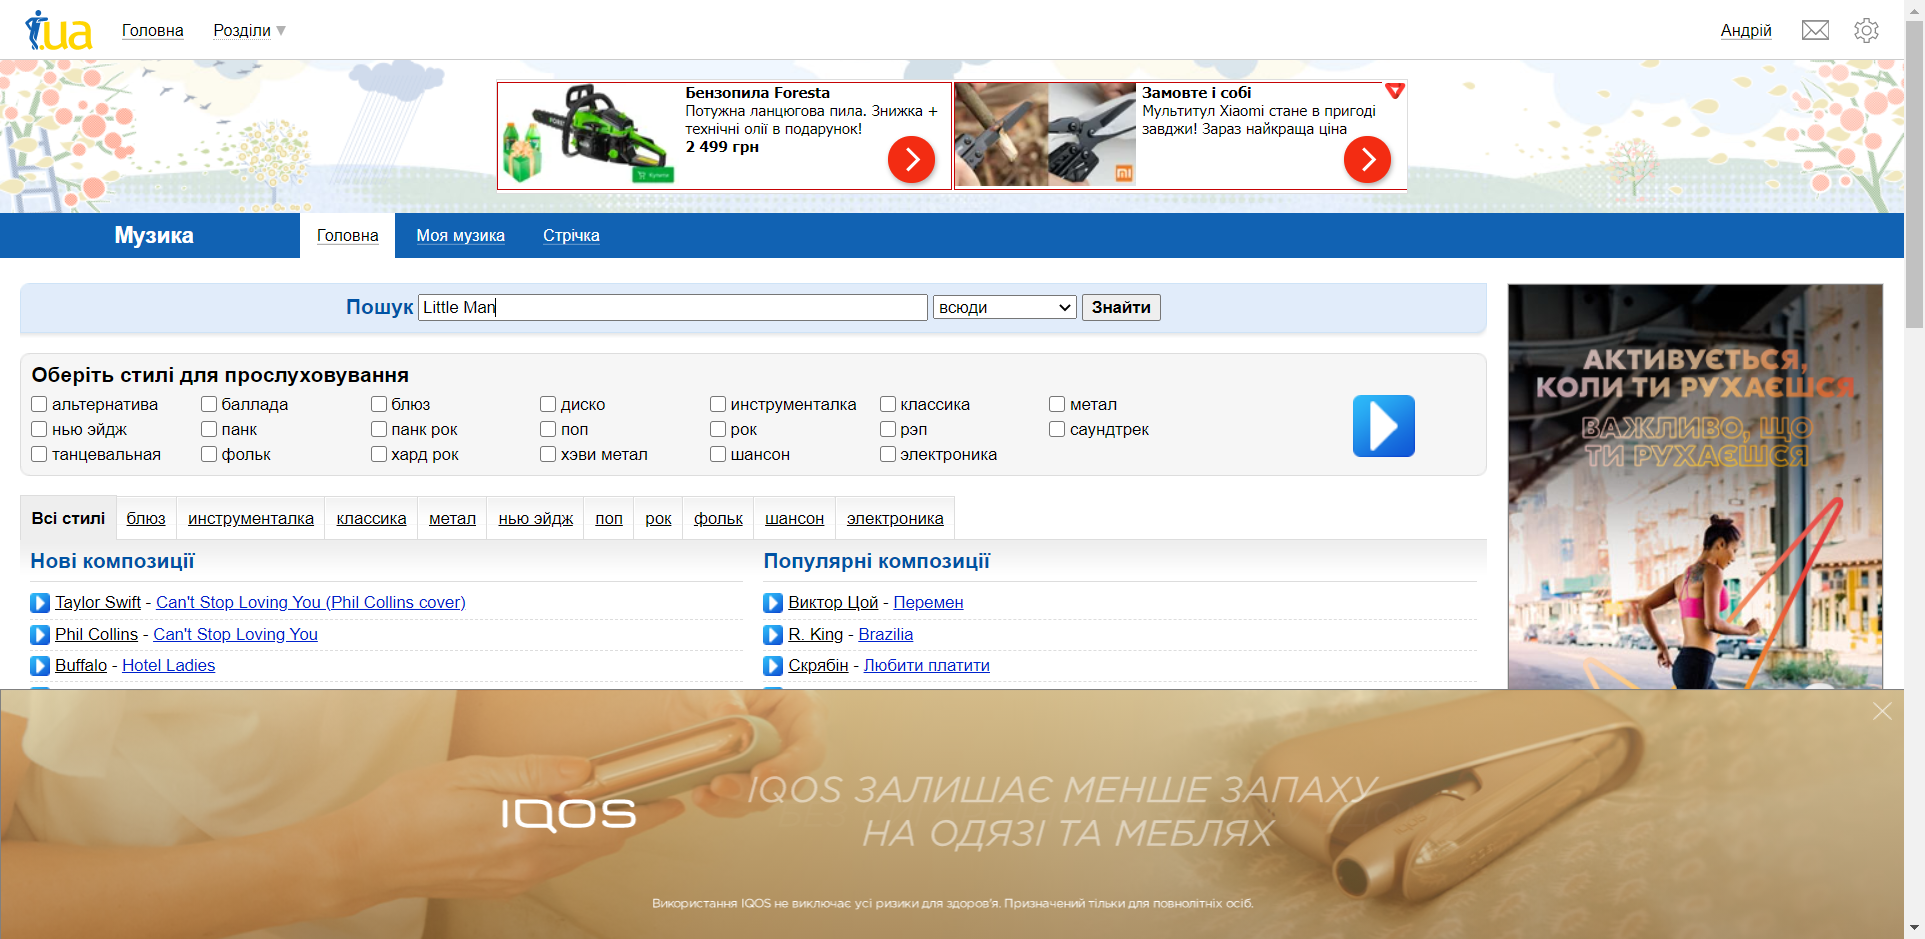 i.ua
Головна
Розділи
Андрій
Бензопила Foresta
Потужна ланцюгова пила. Знижка +
технічні олії в подарунок!
2 499 грн
Купити
Замовте і собі
Мультитул Xiaomi стане в пригоді
завжди! Зараз найкраща ціна
Музика
Головна
Моя музика
Стрічка
Пошук
Little Man
всюди
Знайти
Оберіть стилі для прослуховування
альтернатива баллада блюз диско инструменталка классика метал
нью эйдж панк панк рок поп рок рэп саундтрек
танцевальная фольк хард рок хэви метал шансон электроника
Всі стилі блюз инструменталка классика метал нью эйдж поп рок фольк шансон электроника
Нові композиції
Taylor Swift - Can't Stop Loving You (Phil Collins cover)
Phil Collins - Can't Stop Loving You
Buffalo - Hotel Ladies
Популярні композиції
Виктор Цой - Перемен
R. King - Brazilia
Скрябін - Любити платити
АКТИВУЄТЬСЯ,
КОЛИ ТИ РУХАЄШСЯ
ВАЖЛИВО, ЩО
ТИ РУХАЄШСЯ
IQOS
IQOS ЗАЛИШАЄ МЕНШЕ ЗАПАХУ
НА ОДЯЗІ ТА МЕБЛЯХ
Використання IQOS не виключає усі ризики для здоров'я. Призначений тільки для повнолітніх осіб.